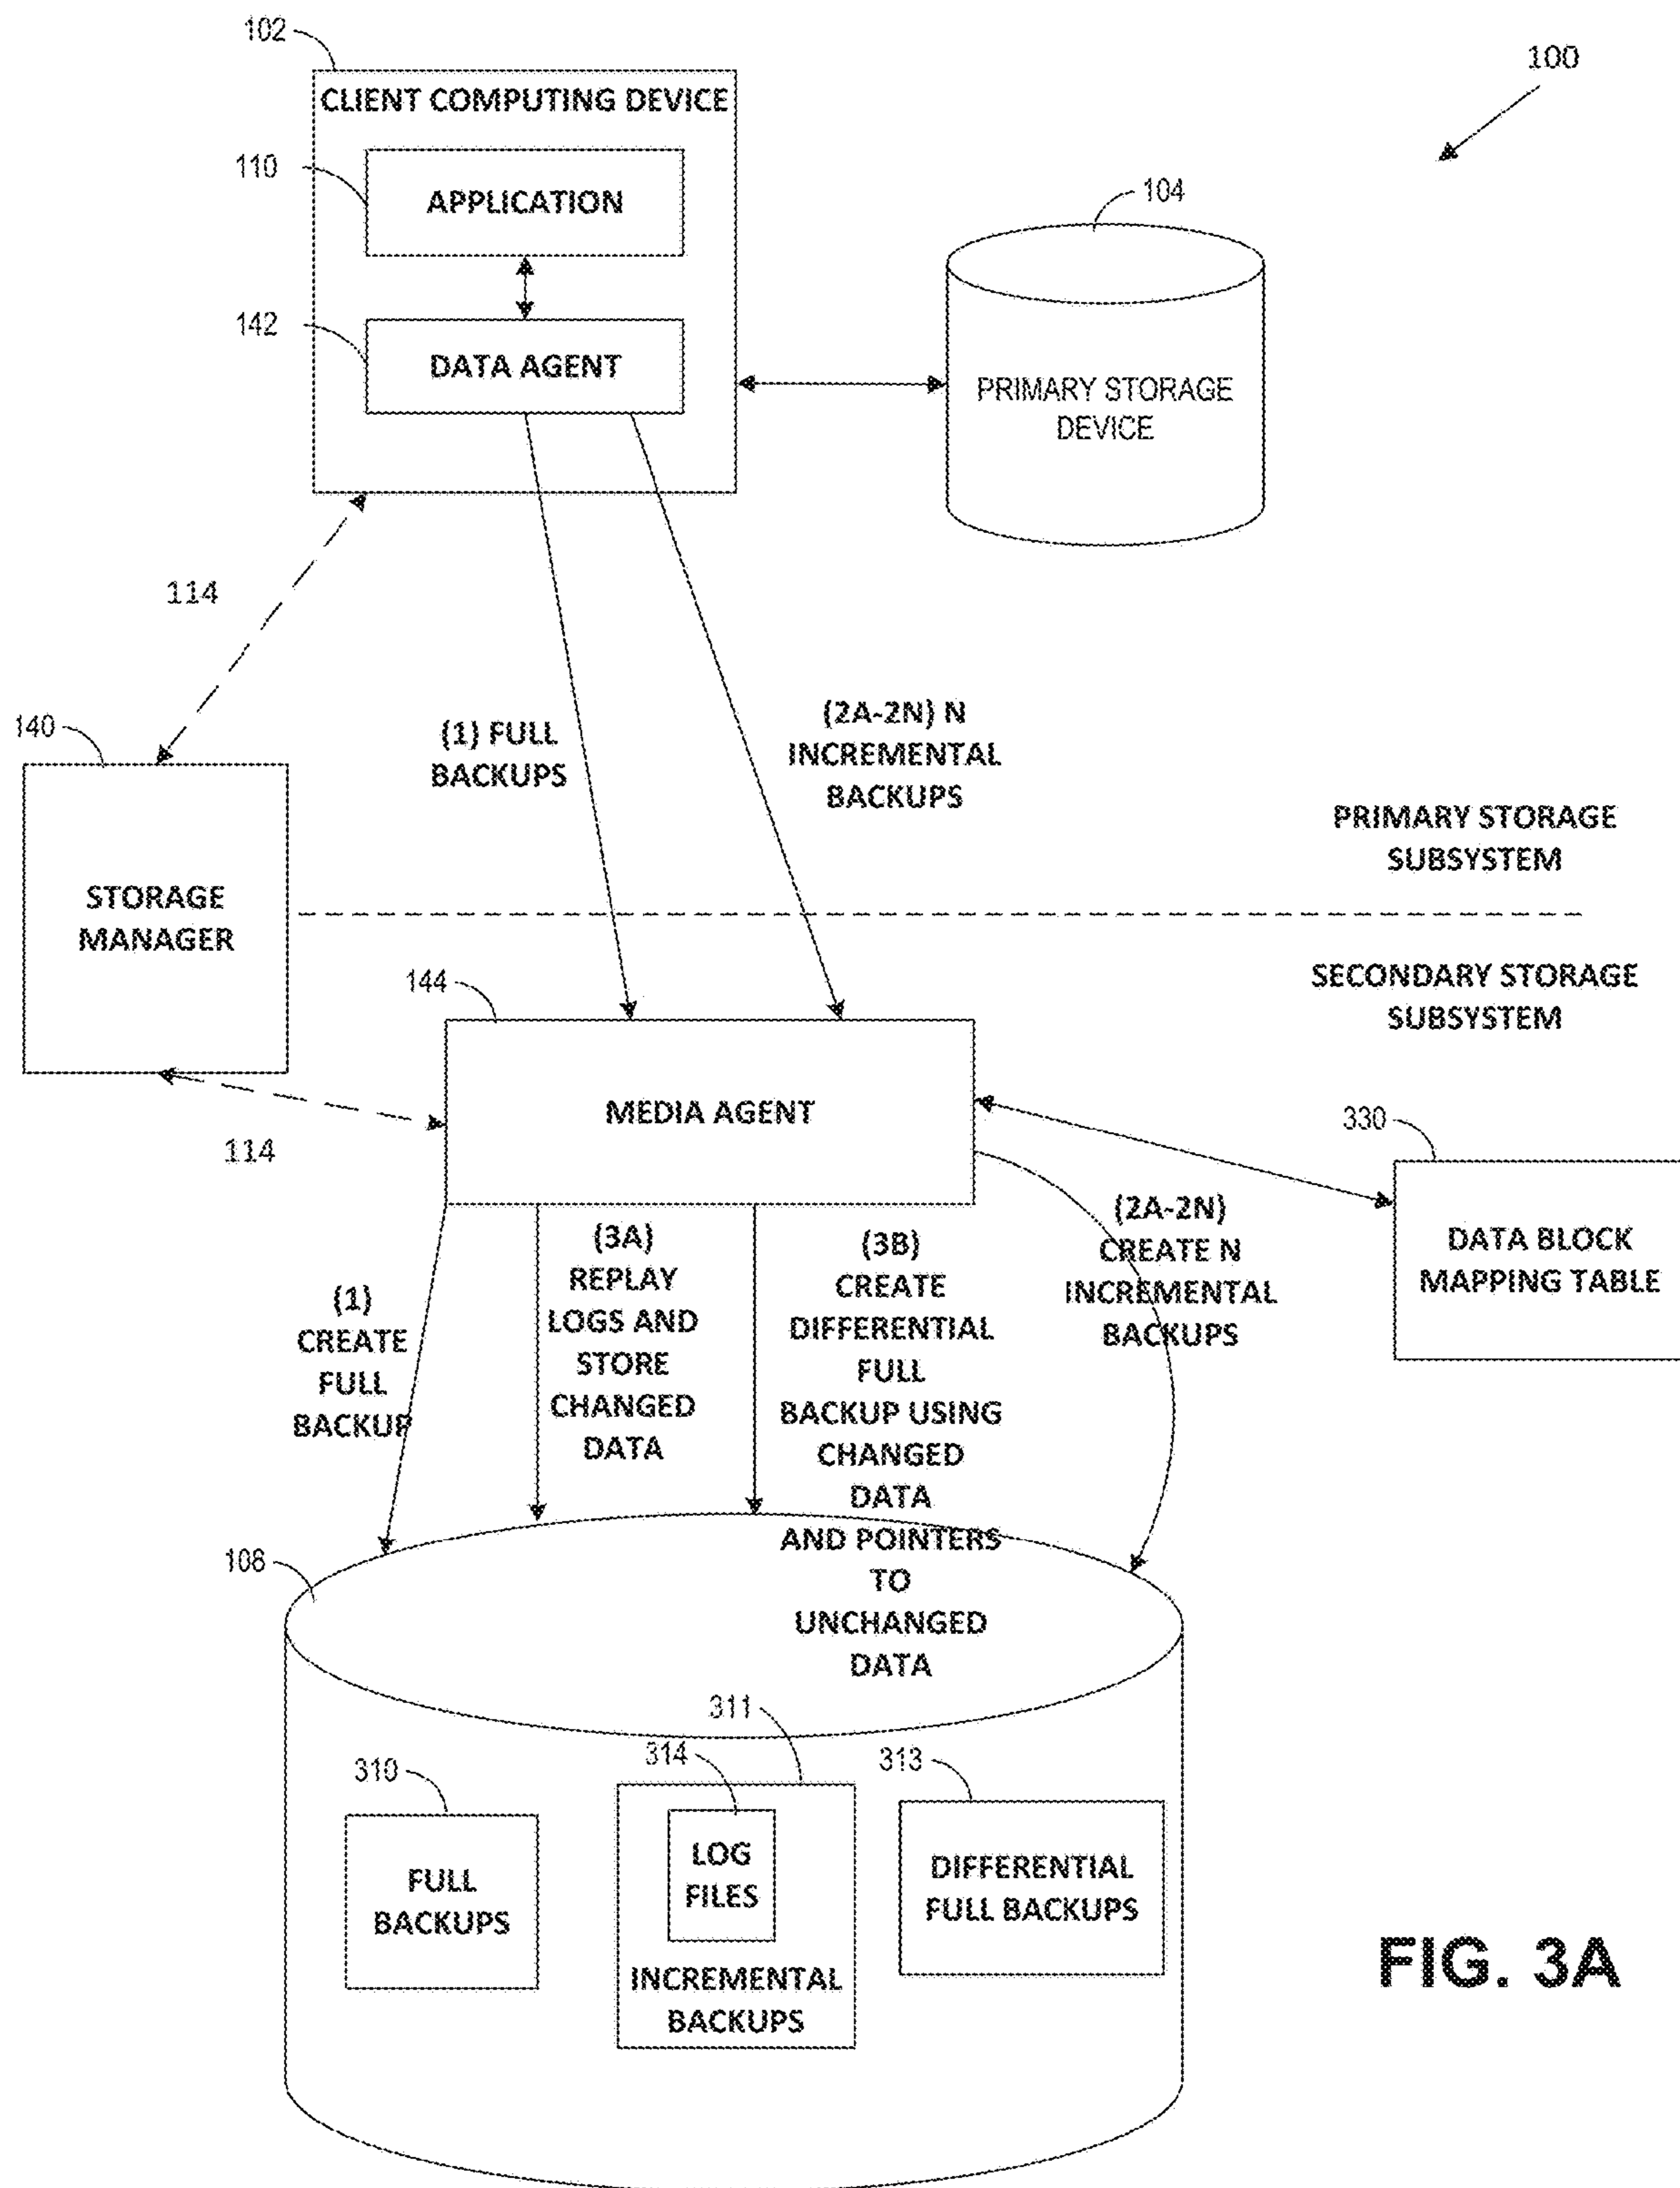 102
100
CLIENT COMPUTING DEVICE
110
APPLICATION
104
142
DATA AGENT
PRIMARY STORAGE
DEVICE
114
140
(1) FULL
BACKUPS
(2A-2N) N
INCREMENTAL
BACKUPS
PRIMARY STORAGE
SUBSYSTEM
STORAGE
MANAGER
144
SECONDARY STORAGE
SUBSYSTEM
MEDIA AGENT
114
330
DATA BLOCK
MAPPING TABLE
(1)
CREATE
FULL
BACKUP
(3A)
REPLAY
LOGS AND
STORE
CHANGED
DATA
(3B)
CREATE
DIFFERENTIAL
FULL
BACKUP USING
CHANGED
DATA
AND POINTERS
TO
UNCHANGED
DATA
(2A-2N)
CREATE N
INCREMENTAL
BACKUPS
108
311
310
314
313
FULL
BACKUPS
LOG
FILES
INCREMENTAL
BACKUPS
DIFFERENTIAL
FULL BACKUPS
FIG. 3A